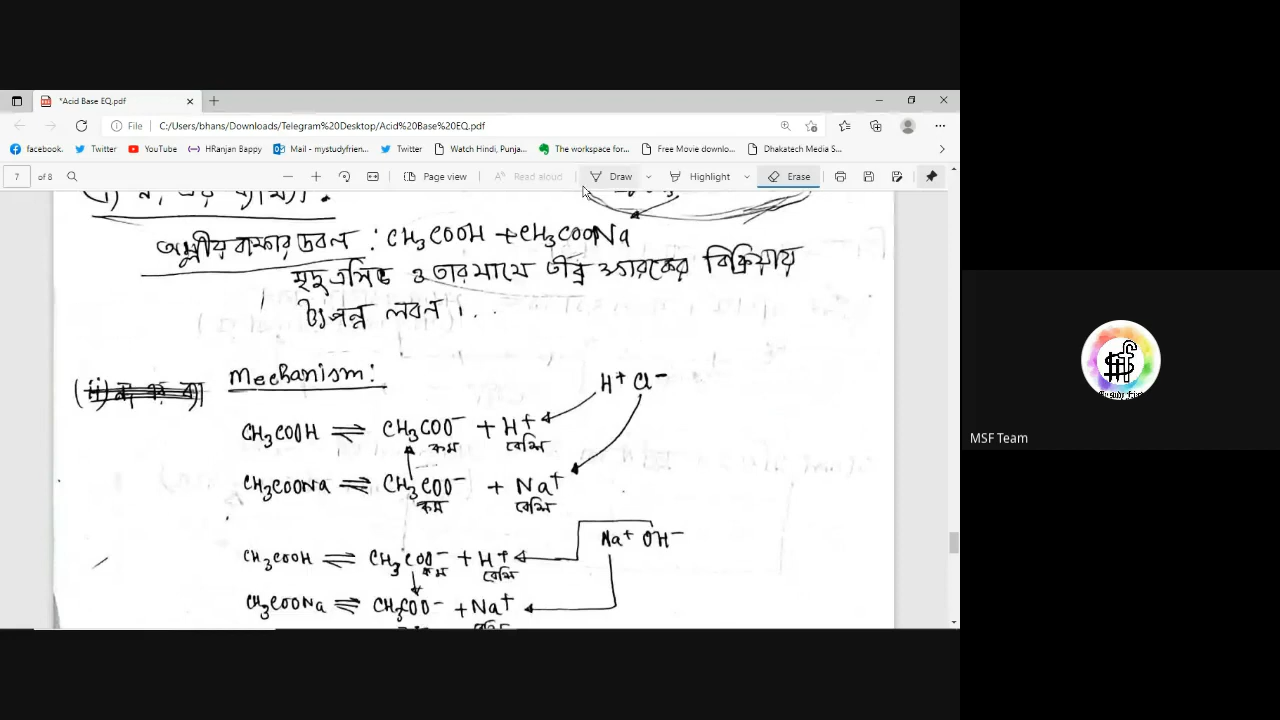 *Acid Base EQ.pdf
File C:/Users/bhans/Downloads/Telegram%20Desktop/Acid%20Base%20EQ.pdf
facebook. Twitter YouTube HRanjan Bappy Mail - mystudyfrien... Twitter Watch Hindi, Punja... The workspace for... Free Movie downlo... Dhakatech Media S...
7 of 8 Page view Read aloud Draw Highlight Erase
অম্লীয় বাফার দ্রবন : CH3COOH + CH3COONa
মৃদু এসিড ও তার সাথে তীব্র ক্ষারকের বিক্রিয়ায়
উৎপন্ন লবন ।
Mechanism:
H+ Cl−
CH3COOH ⇌ CH3COO− + H+
কম বেশি
CH3COONa ⇌ CH3COO− + Na+
কম বেশি
Na+ OH−
CH3COOH ⇌ CH3COO− + H+
কম বেশি
CH3COONa ⇌ CH3COO− + Na+
MSF Team